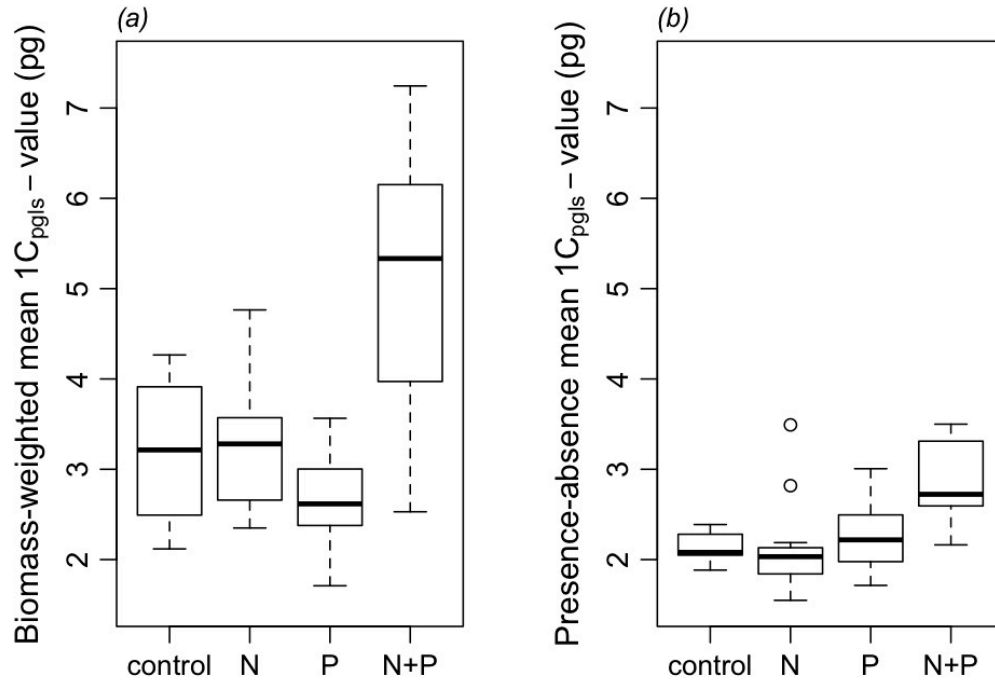 (a)
Biomass-weighted mean 1Cpgls – value (pg)
7
6
5
4
3
2
control N P N+P
(b)
Presence-absence mean 1Cpgls – value (pg)
7
6
5
4
3
2
control N P N+P